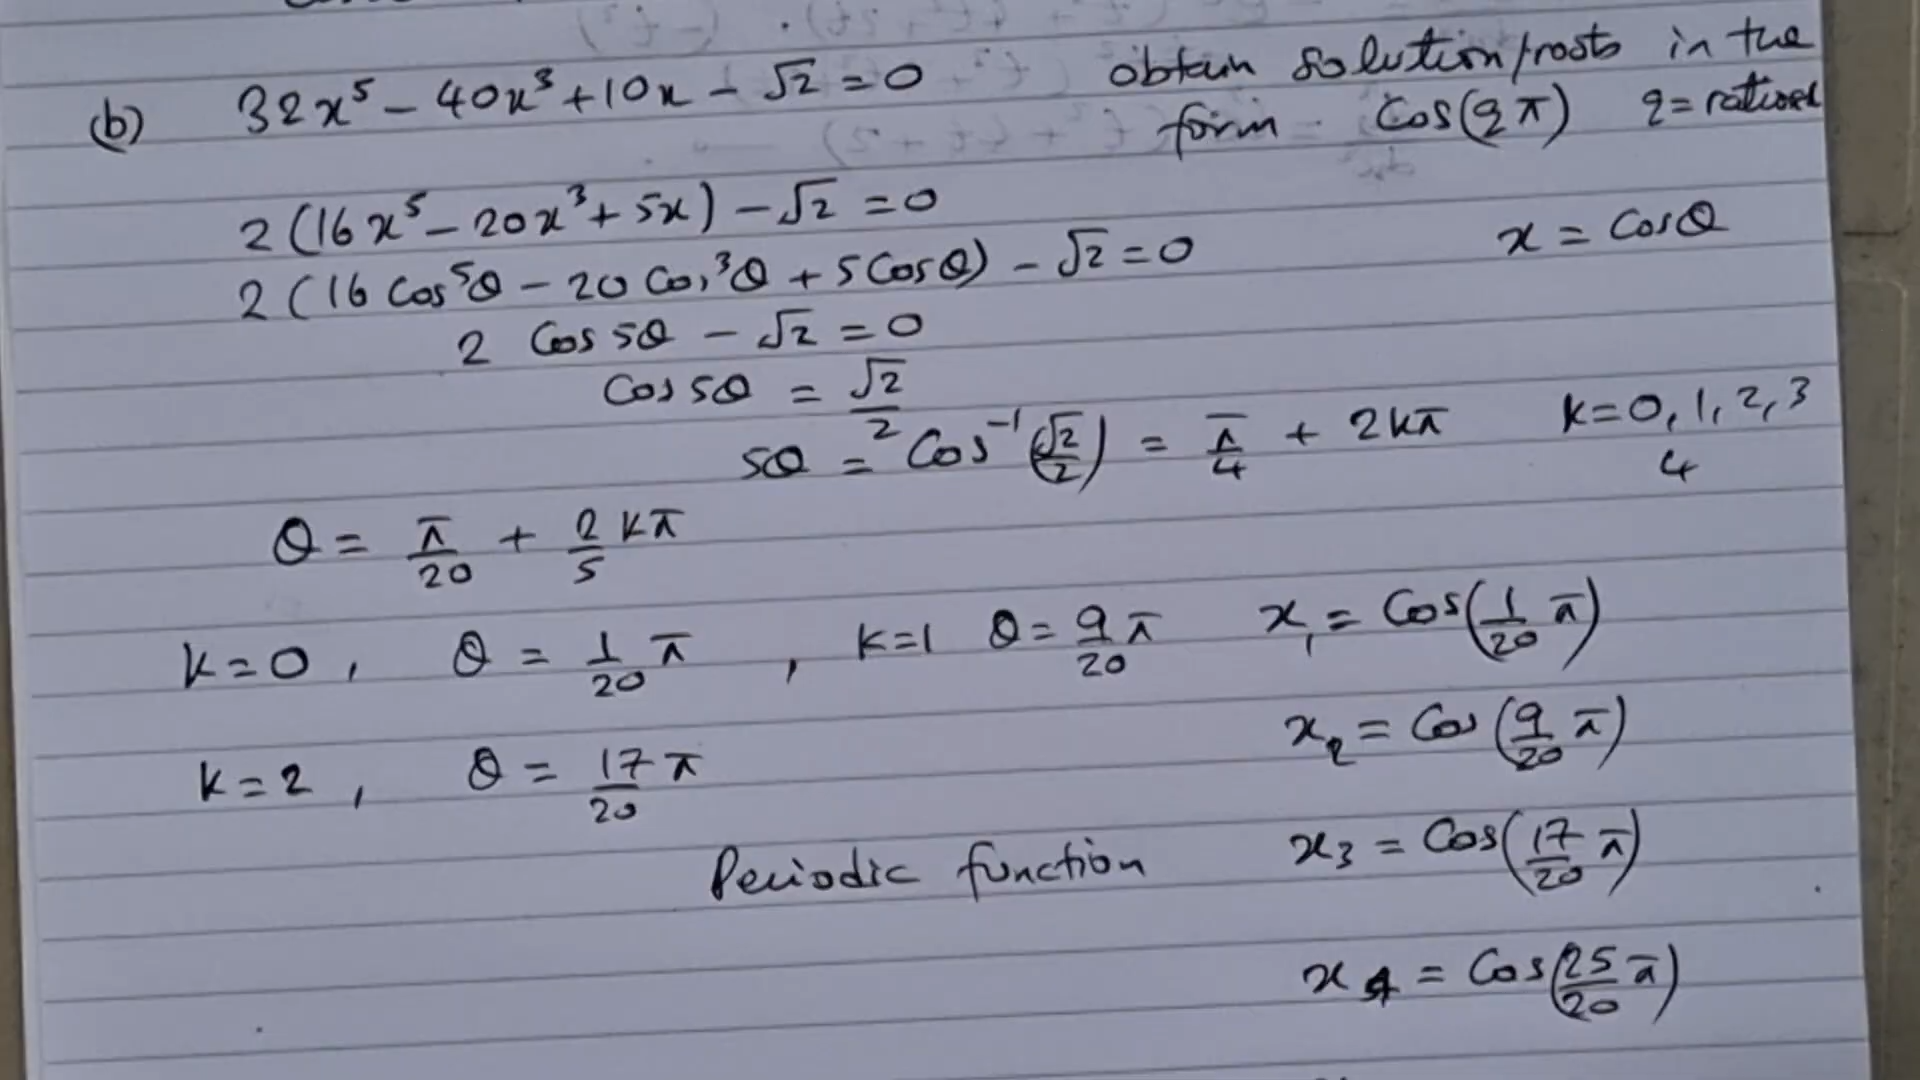 (b) 32x⁵ - 40x³ + 10x - √2 = 0 obtain solution/roots in the
form cos(qπ) q = rational
2(16x⁵ - 20x³ + 5x) - √2 = 0
x = Cosθ
2(16 Cos⁵θ - 20 Cos³θ + 5 Cosθ) - √2 = 0
2 Cos 5θ - √2 = 0
Cos 5θ = √2/2
5θ = Cos⁻¹(√2/2) = π/4 + 2kπ k = 0, 1, 2, 3
4
θ = π/20 + 2/5 kπ
k = 0, θ = 1/20 π, k = 1 θ = 9π/20 x₁ = Cos(1/20 π)
x₂ = Cos(9/20 π)
k = 2, θ = 17π/20
Periodic function x₃ = Cos(17/20 π)
x₄ = Cos(25/20 π)